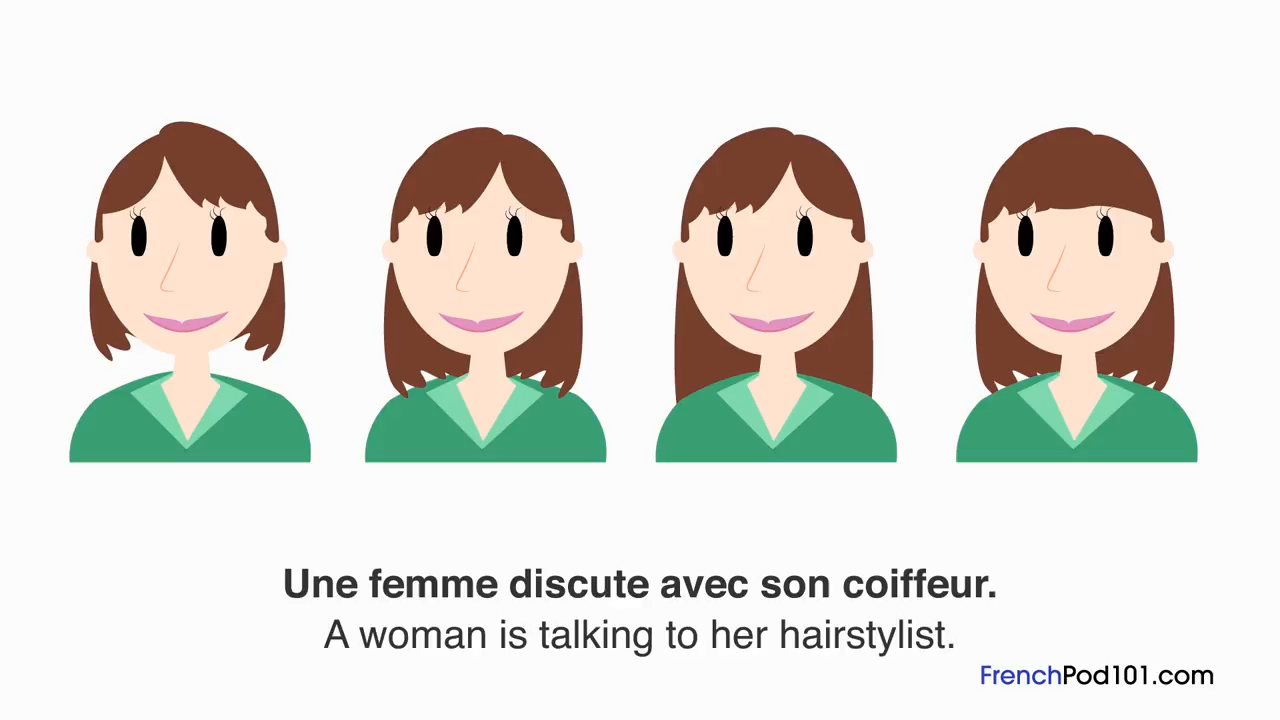 Une femme discute avec son coiffeur.
A woman is talking to her hairstylist.
FrenchPod101.com